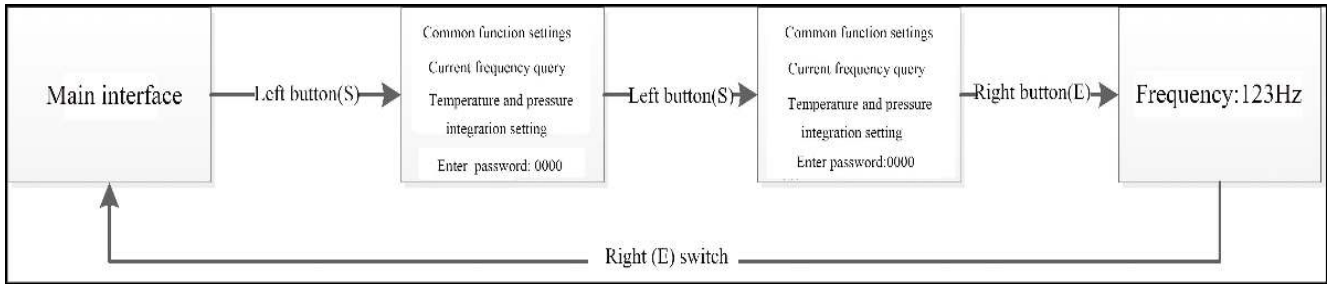 Main interface
Left button(S)
Common function settings
Current frequency query
Temperature and pressure
integration setting
Enter password: 0000
Left button(S)
Common function settings
Current frequency query
Temperature and pressure
integration setting
Enter password:0000
Right button(E)
Frequency:123Hz
Right (E) switch